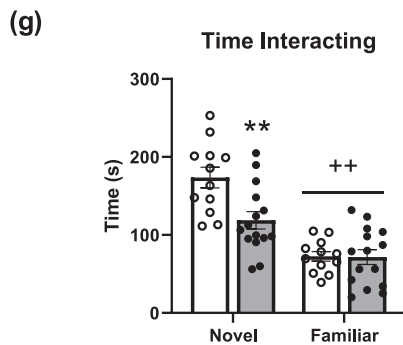 (g)
Time Interacting
300
200
100
0
Time (s)
**
++
Novel
Familiar